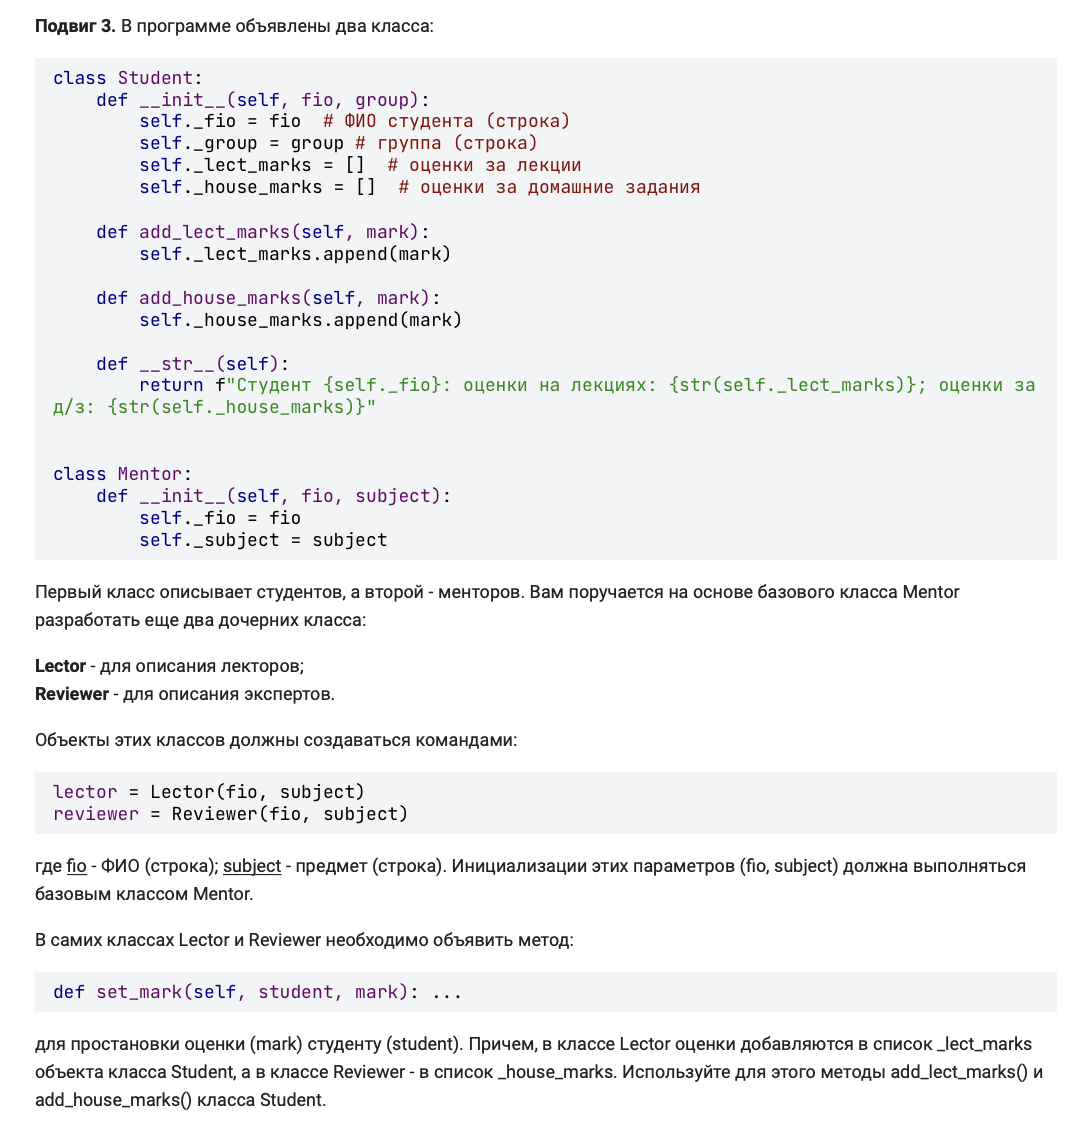 Подвиг 3. В программе объявлены два класса:
class Student:
    def __init__(self, fio, group):
        self._fio = fio  # ФИО студента (строка)
        self._group = group # группа (строка)
        self._lect_marks = []  # оценки за лекции
        self._house_marks = []  # оценки за домашние задания
    def add_lect_marks(self, mark):
        self._lect_marks.append(mark)
    def add_house_marks(self, mark):
        self._house_marks.append(mark)
    def __str__(self):
        return f"Студент {self._fio}: оценки на лекциях: {str(self._lect_marks)}; оценки за
д/з: {str(self._house_marks)}"
class Mentor:
    def __init__(self, fio, subject):
        self._fio = fio
        self._subject = subject
Первый класс описывает студентов, а второй - менторов. Вам поручается на основе базового класса Mentor
разработать еще два дочерних класса:
Lector - для описания лекторов;
Reviewer - для описания экспертов.
Объекты этих классов должны создаваться командами:
lector = Lector(fio, subject)
reviewer = Reviewer(fio, subject)
где fio - ФИО (строка); subject - предмет (строка). Инициализации этих параметров (fio, subject) должна выполняться
базовым классом Mentor.
В самих классах Lector и Reviewer необходимо объявить метод:
def set_mark(self, student, mark): ...
для простановки оценки (mark) студенту (student). Причем, в классе Lector оценки добавляются в список _lect_marks
объекта класса Student, а в классе Reviewer - в список _house_marks. Используйте для этого методы add_lect_marks() и
add_house_marks() класса Student.